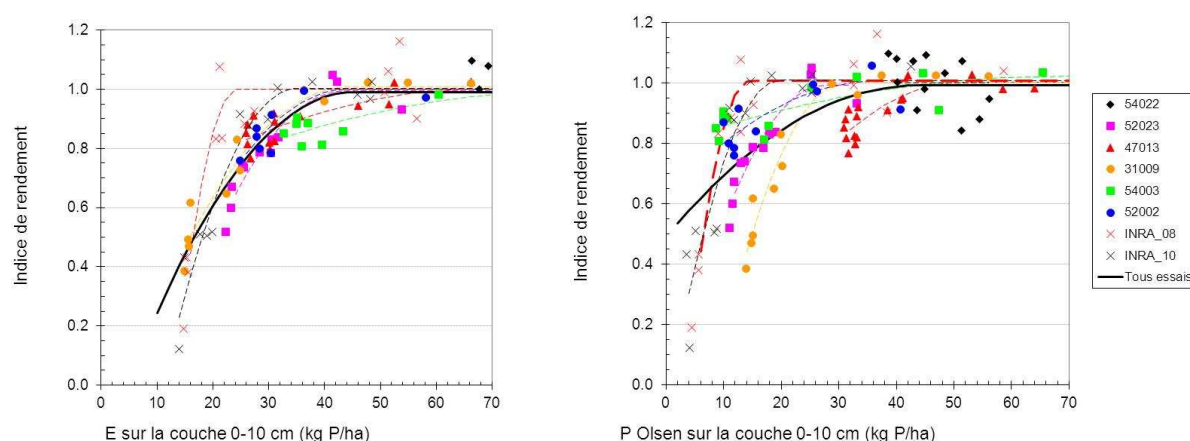 Indice de rendement
1.4
1.2
1.0
0.8
0.6
0.4
0.2
0.0
0 10 20 30 40 50 60 70
E sur la couche 0-10 cm (kg P/ha)
Indice de rendement
1.4
1.2
1.0
0.8
0.6
0.4
0.2
0.0
0 10 20 30 40 50 60 70
P Olsen sur la couche 0-10 cm (kg P/ha)
54022
52023
47013
31009
54003
52002
INRA_08
INRA_10
Tous essais